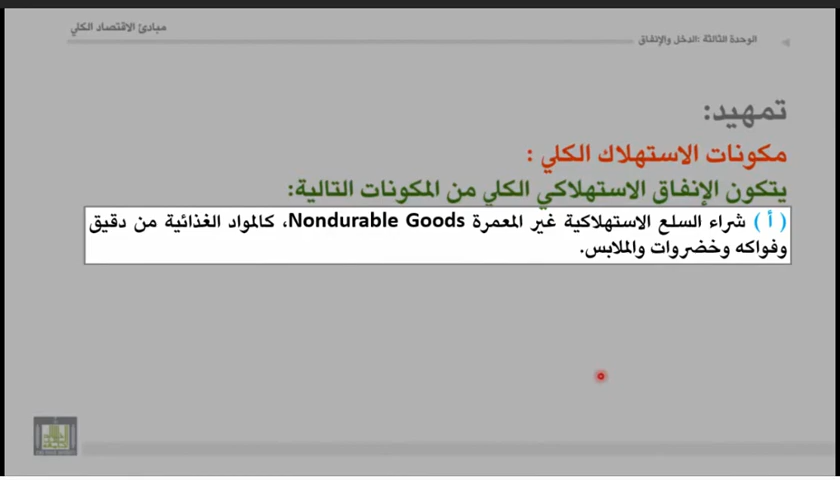 مبادئ الاقتصاد الكلي
الوحدة الثالثة :الدخل والإنفاق
تمهيد:
مكونات الاستهلاك الكلي :
يتكون الإنفاق الاستهلاكي الكلي من المكونات التالية:
( أ ) شراء السلع الاستهلاكية غير المعمرة Nondurable Goods، كالمواد الغذائية من دقيق
وفواكه وخضروات والملابس.